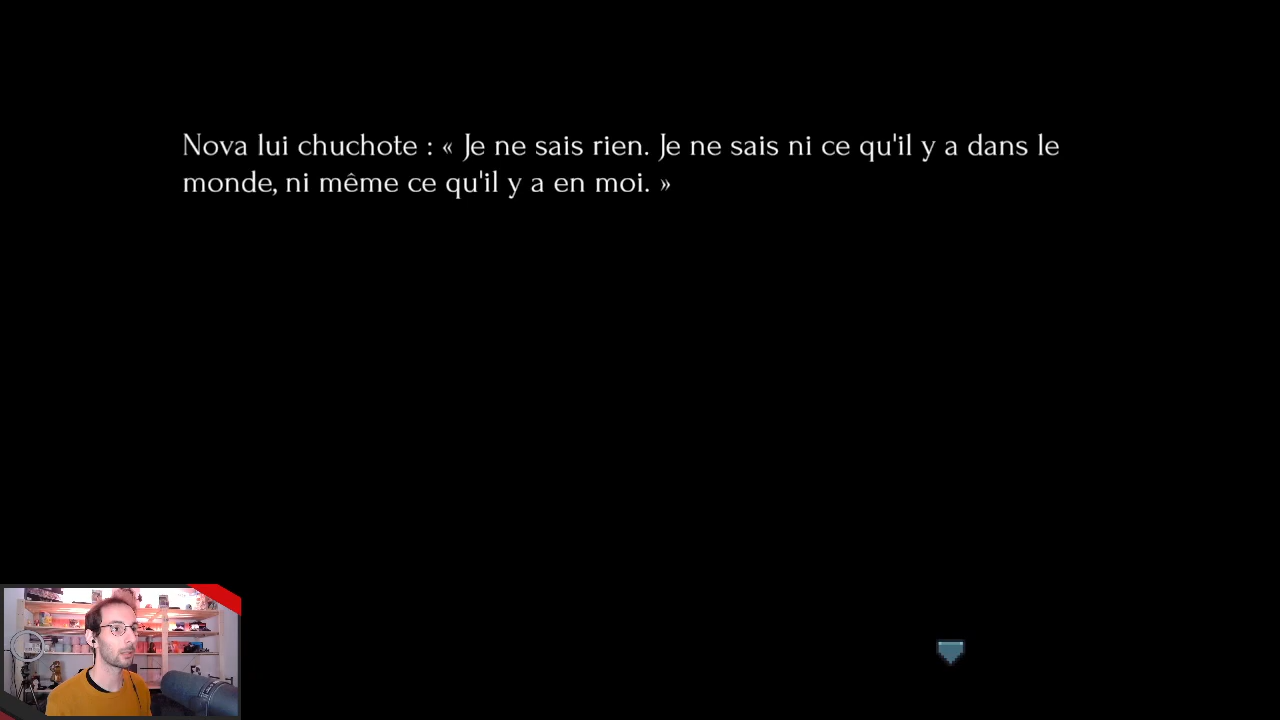 Nova lui chuchote : « Je ne sais rien. Je ne sais ni ce qu'il y a dans le
monde, ni même ce qu'il y a en moi. »